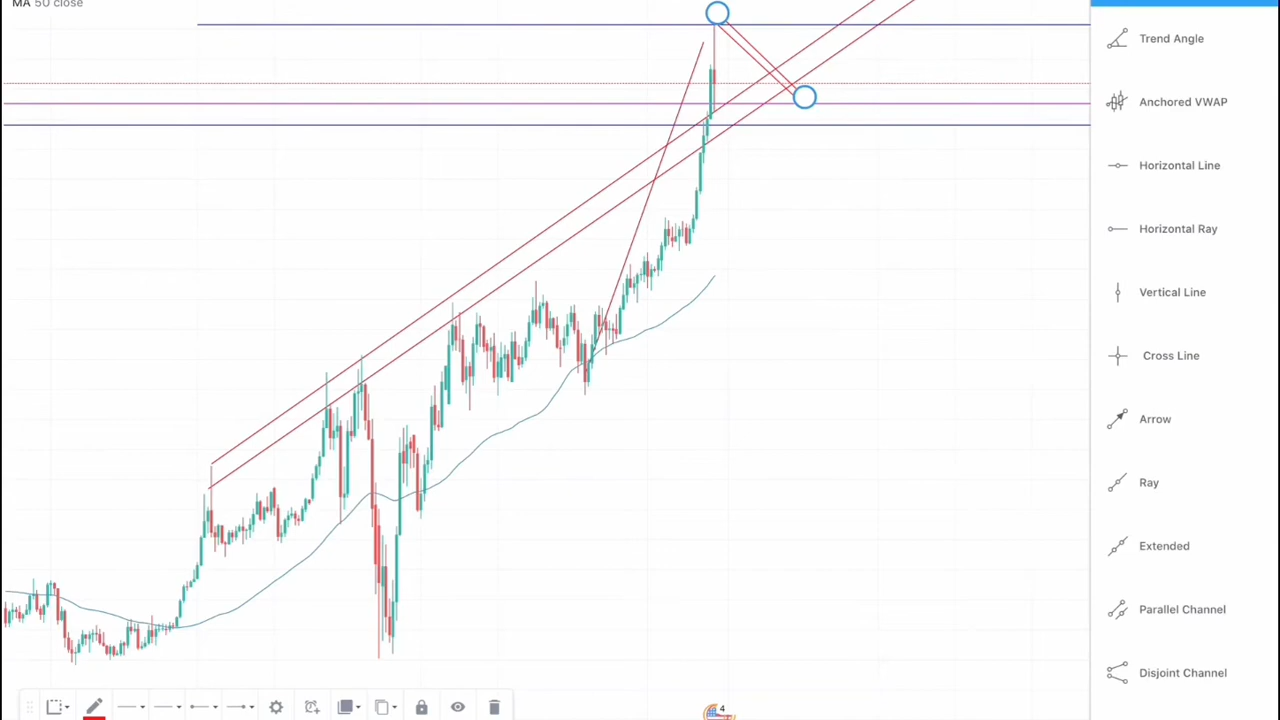 MA 50 close
Trend Angle
Anchored VWAP
Horizontal Line
Horizontal Ray
Vertical Line
Cross Line
Arrow
Ray
Extended
Parallel Channel
Disjoint Channel
4